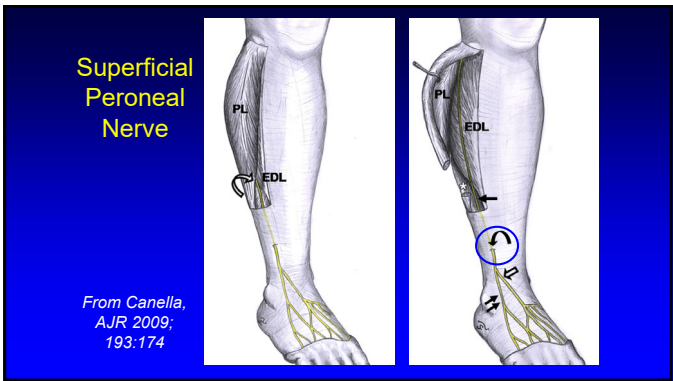 Superficial
Peroneal
Nerve
PL
EDL
PL
EDL
From Canella,
AJR 2009;
193:174